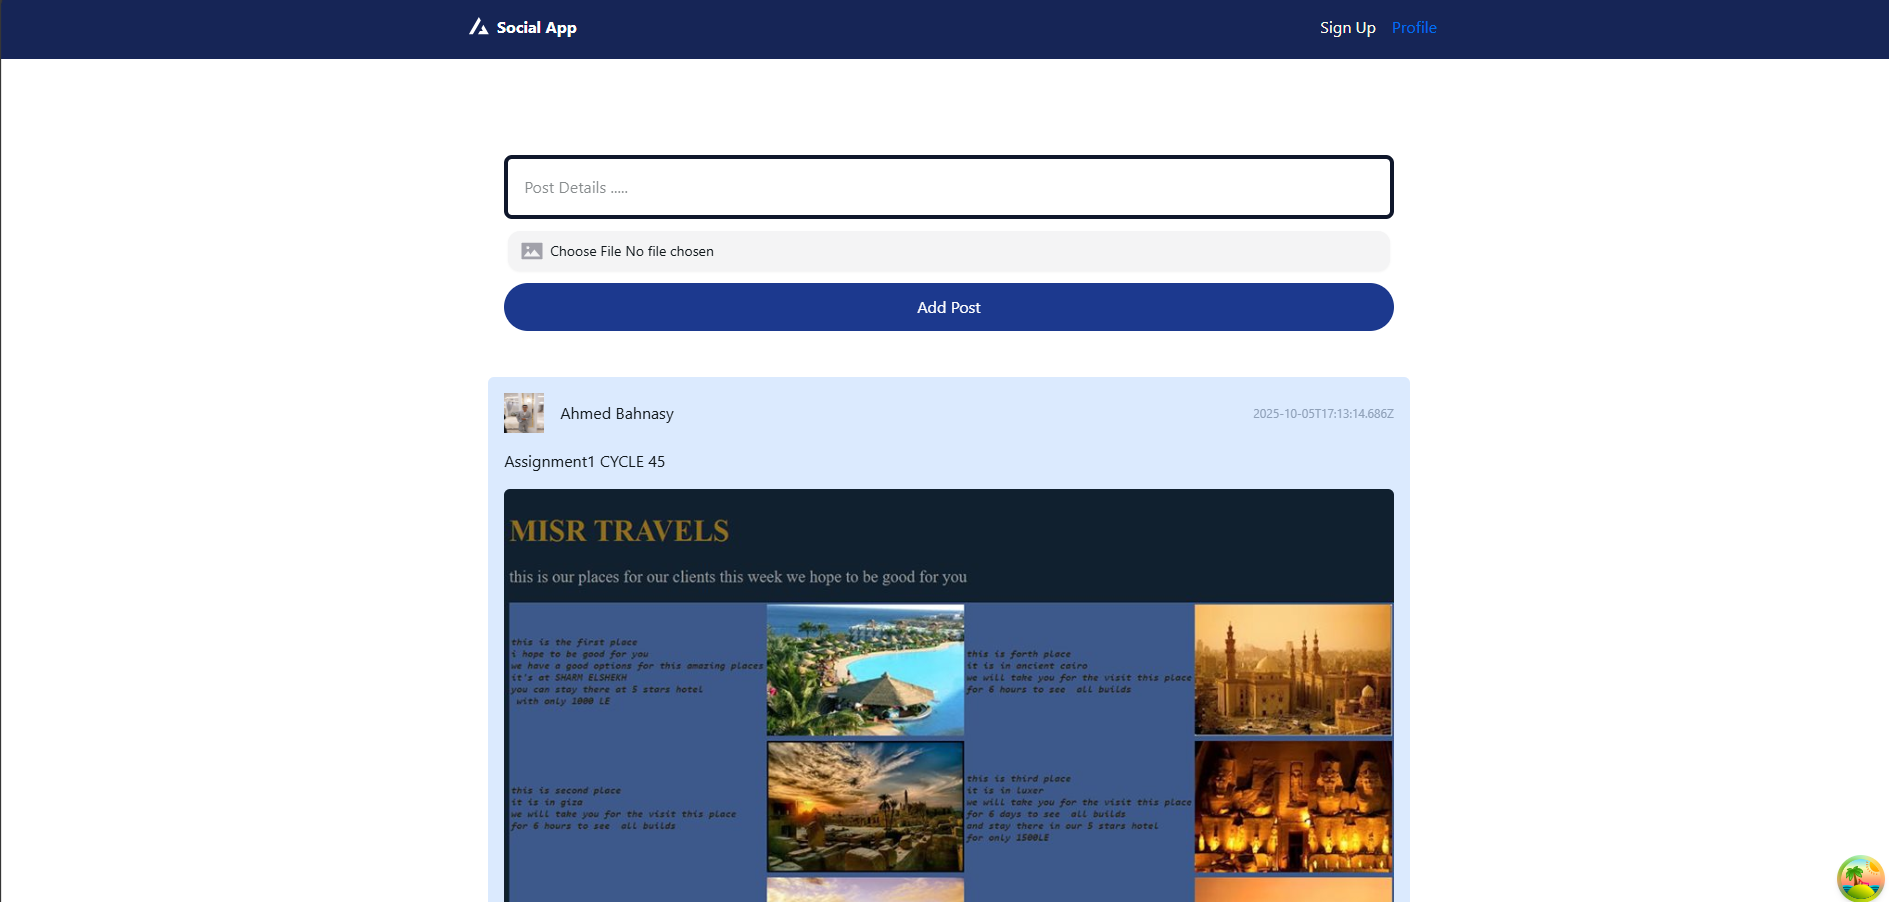 Social App
Sign Up
Profile
Post Details .....
Choose File No file chosen
Add Post
Ahmed Bahnasy
2025-10-05T17:13:14.686Z
Assignment1 CYCLE 45
MISR TRAVELS
this is our places for our clients this week we hope to be good for you
this is the first place
i hope to be good for you
we have a good options for this amazing places
it's at SHARM ELSHEKH
you can stay there at 5 stars hotel
with only 1000 LE
this is forth place
it is in ancient cairo
we will take you for the visit this place
for 6 hours to see all builds
this is second place
it is in giza
we will take you for the visit this place
for 6 hours to see all builds
this is third place
it is in luxer
we will take you for the visit this place
for 6 days to see all builds
and stay there in our 5 stars hotel
for only 1500LE